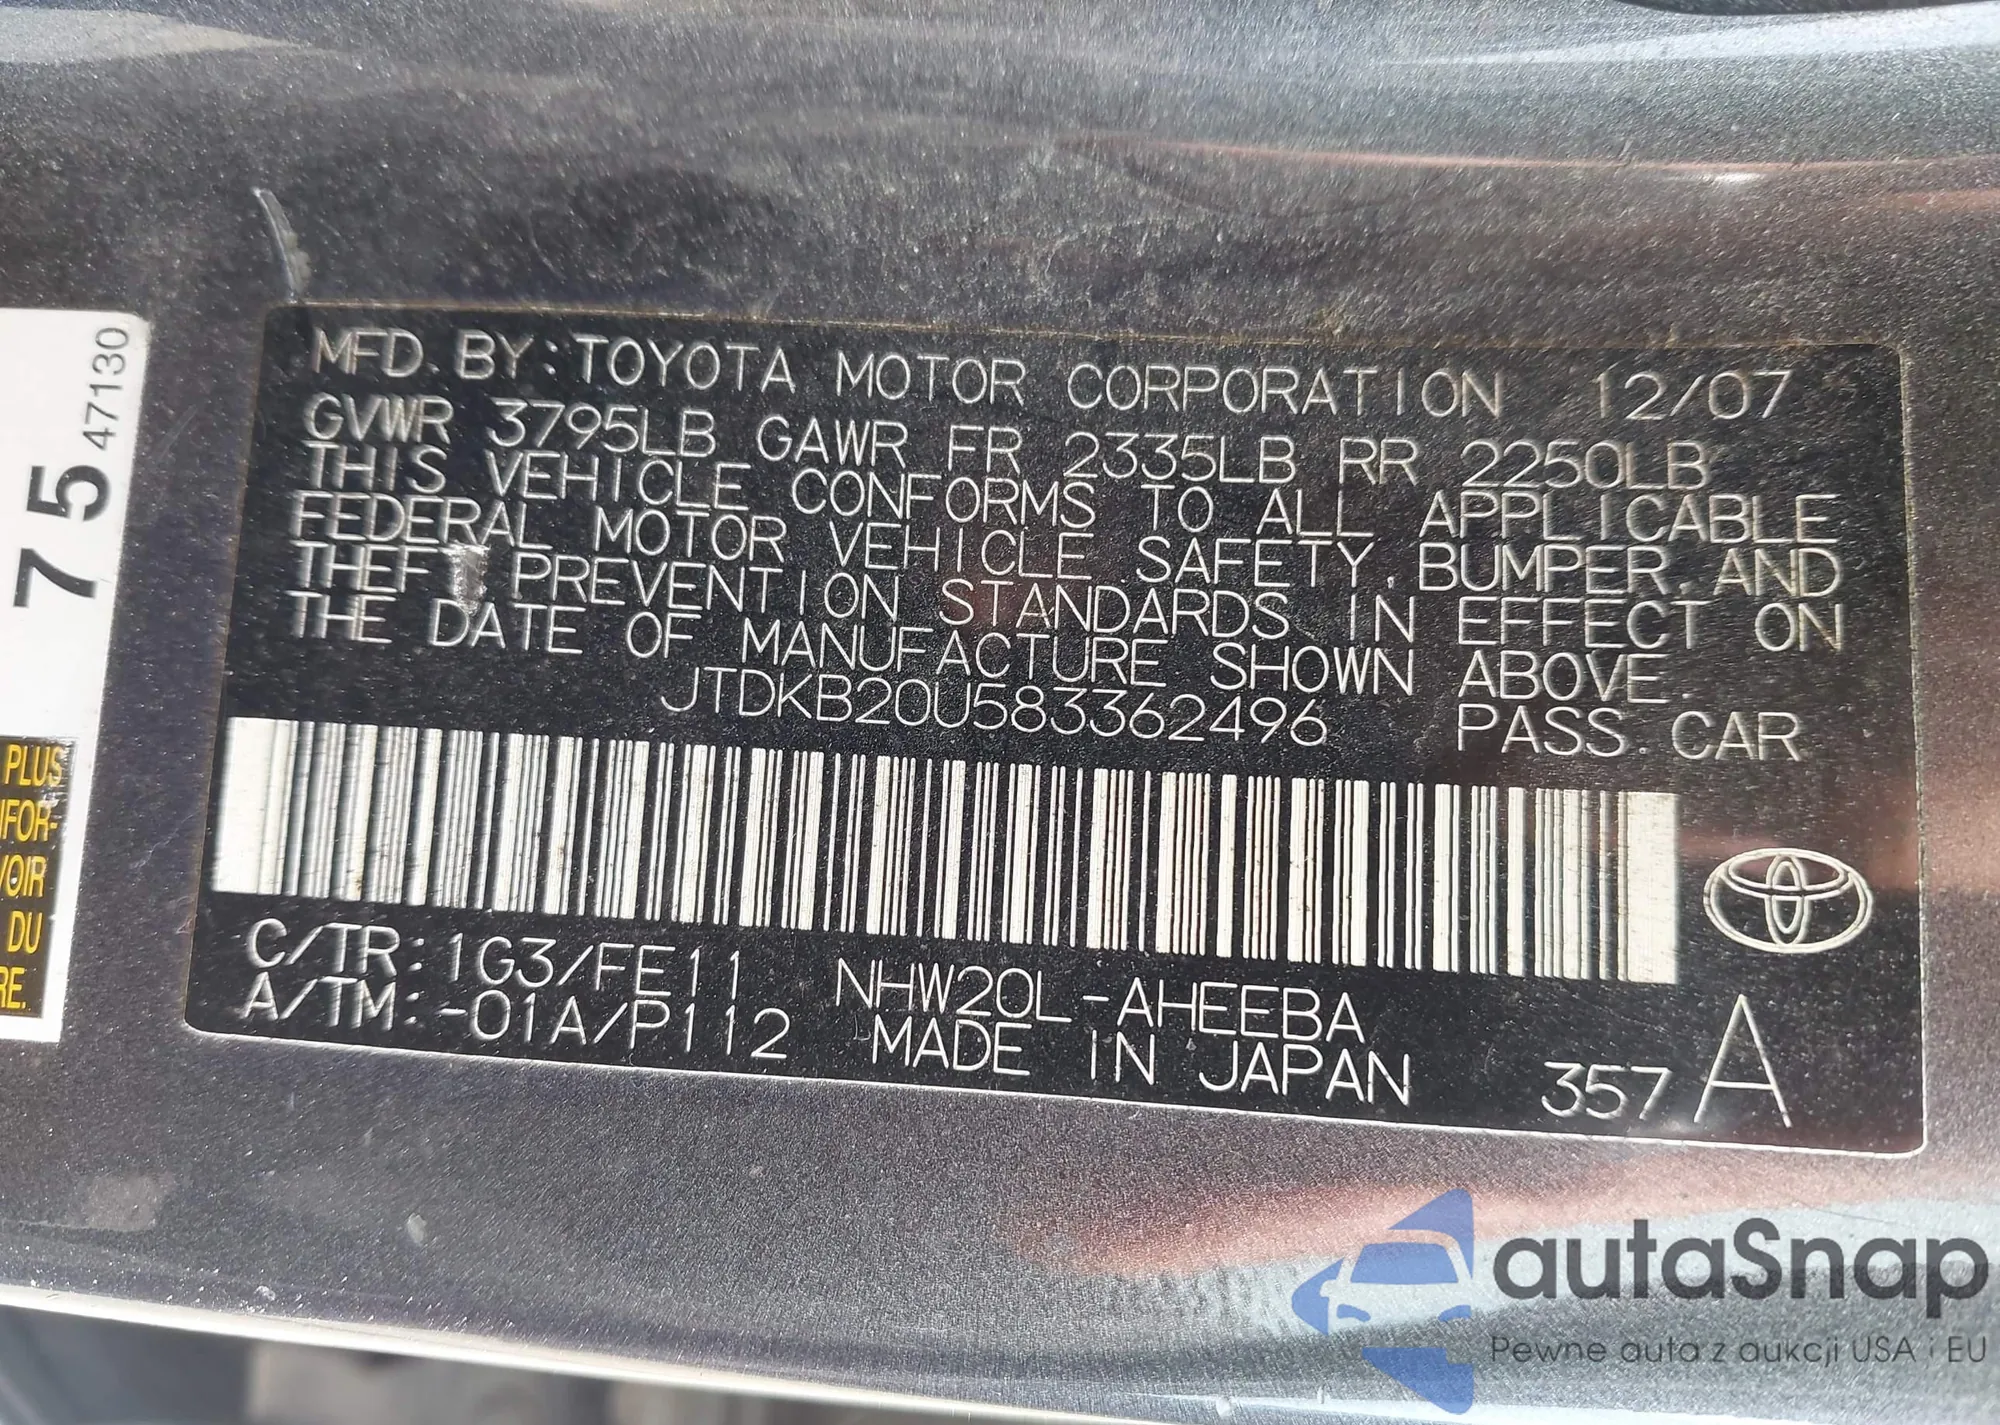 MFD. BY: TOYOTA MOTOR CORPORATION 12/07
GVWR 3795LB GAWR FR 2335LB RR 2250LB
THIS VEHICLE CONFORMS TO ALL APPLICABLE
FEDERAL MOTOR VEHICLE SAFETY, BUMPER, AND
THEFT PREVENTION STANDARDS IN EFFECT ON
THE DATE OF MANUFACTURE SHOWN ABOVE.
JTDKB20U583362496 PASS. CAR
C/TR: 1G3/FE11 NHW20L-AHEEBA
A/TM: -01A/P112 MADE IN JAPAN 357 A
75 47130
PLUS
NFOR-
VOIR
DU
RE.
autaSnap
Pewne auta z aukcji USA i EU